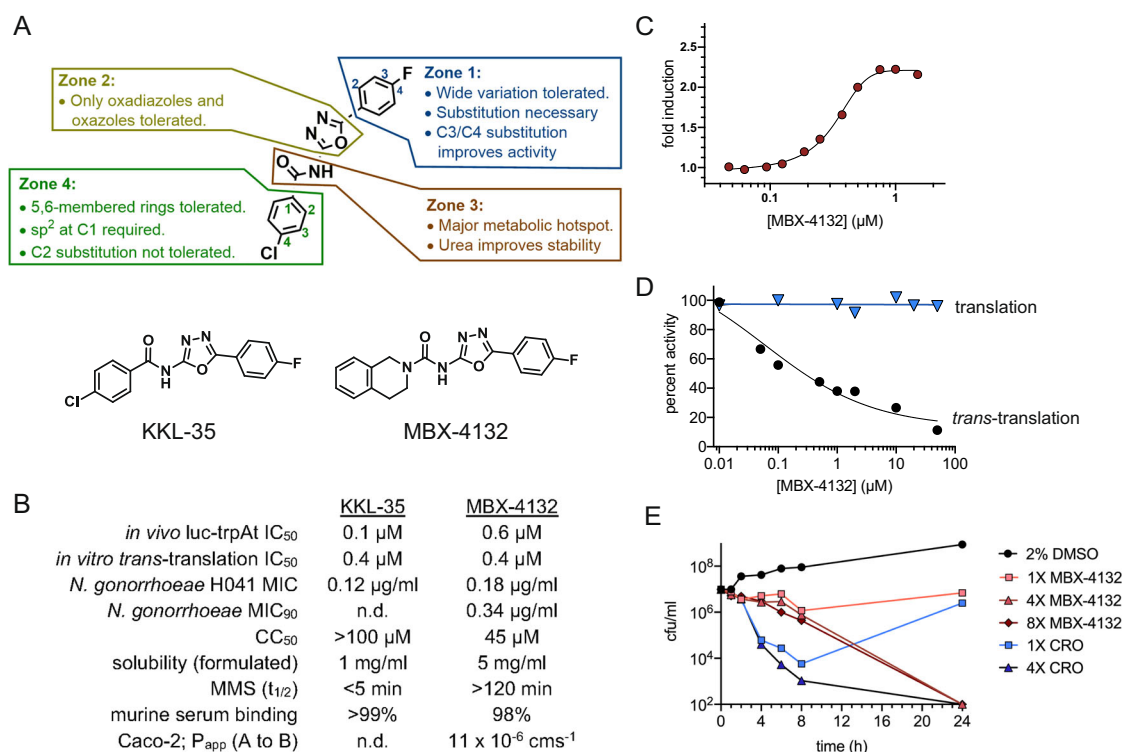 A
Zone 2:
• Only oxadiazoles and
oxazoles tolerated.
Zone 1:
• Wide variation tolerated.
• Substitution necessary
• C3/C4 substitution
improves activity
F
3
2
4
N
N
O
O
NH
Zone 4:
• 5,6-membered rings tolerated.
• sp² at C1 required.
• C2 substitution not tolerated.
1
2
3
4
Cl
Zone 3:
• Major metabolic hotspot.
• Urea improves stability
O
N
H
N–N
O
F
Cl
KKL-35
O
N
N
H
N–N
O
F
MBX-4132
B
KKL-35 MBX-4132
in vivo luc-trpAt IC₅₀ 0.1 µM 0.6 µM
in vitro trans-translation IC₅₀ 0.4 µM 0.4 µM
N. gonorrhoeae H041 MIC 0.12 µg/ml 0.18 µg/ml
N. gonorrhoeae MIC₉₀ n.d. 0.34 µg/ml
CC₅₀ >100 µM 45 µM
solubility (formulated) 1 mg/ml 5 mg/ml
MMS (t₁/₂) <5 min >120 min
murine serum binding >99% 98%
Caco-2; Pₐₚₚ (A to B) n.d. 11 x 10⁻⁶ cms⁻¹
C
fold induction
2.5
2.0
1.5
1.0
0.1 1
[MBX-4132] (µM)
D
percent activity
100
80
60
40
20
0
translation
trans-translation
0.01 0.1 1 10 100
[MBX-4132] (µM)
E
cfu/ml
10⁸
10⁶
10⁴
10²
0 4 8 12 16 20 24
time (h)
2% DMSO
1X MBX-4132
4X MBX-4132
8X MBX-4132
1X CRO
4X CRO